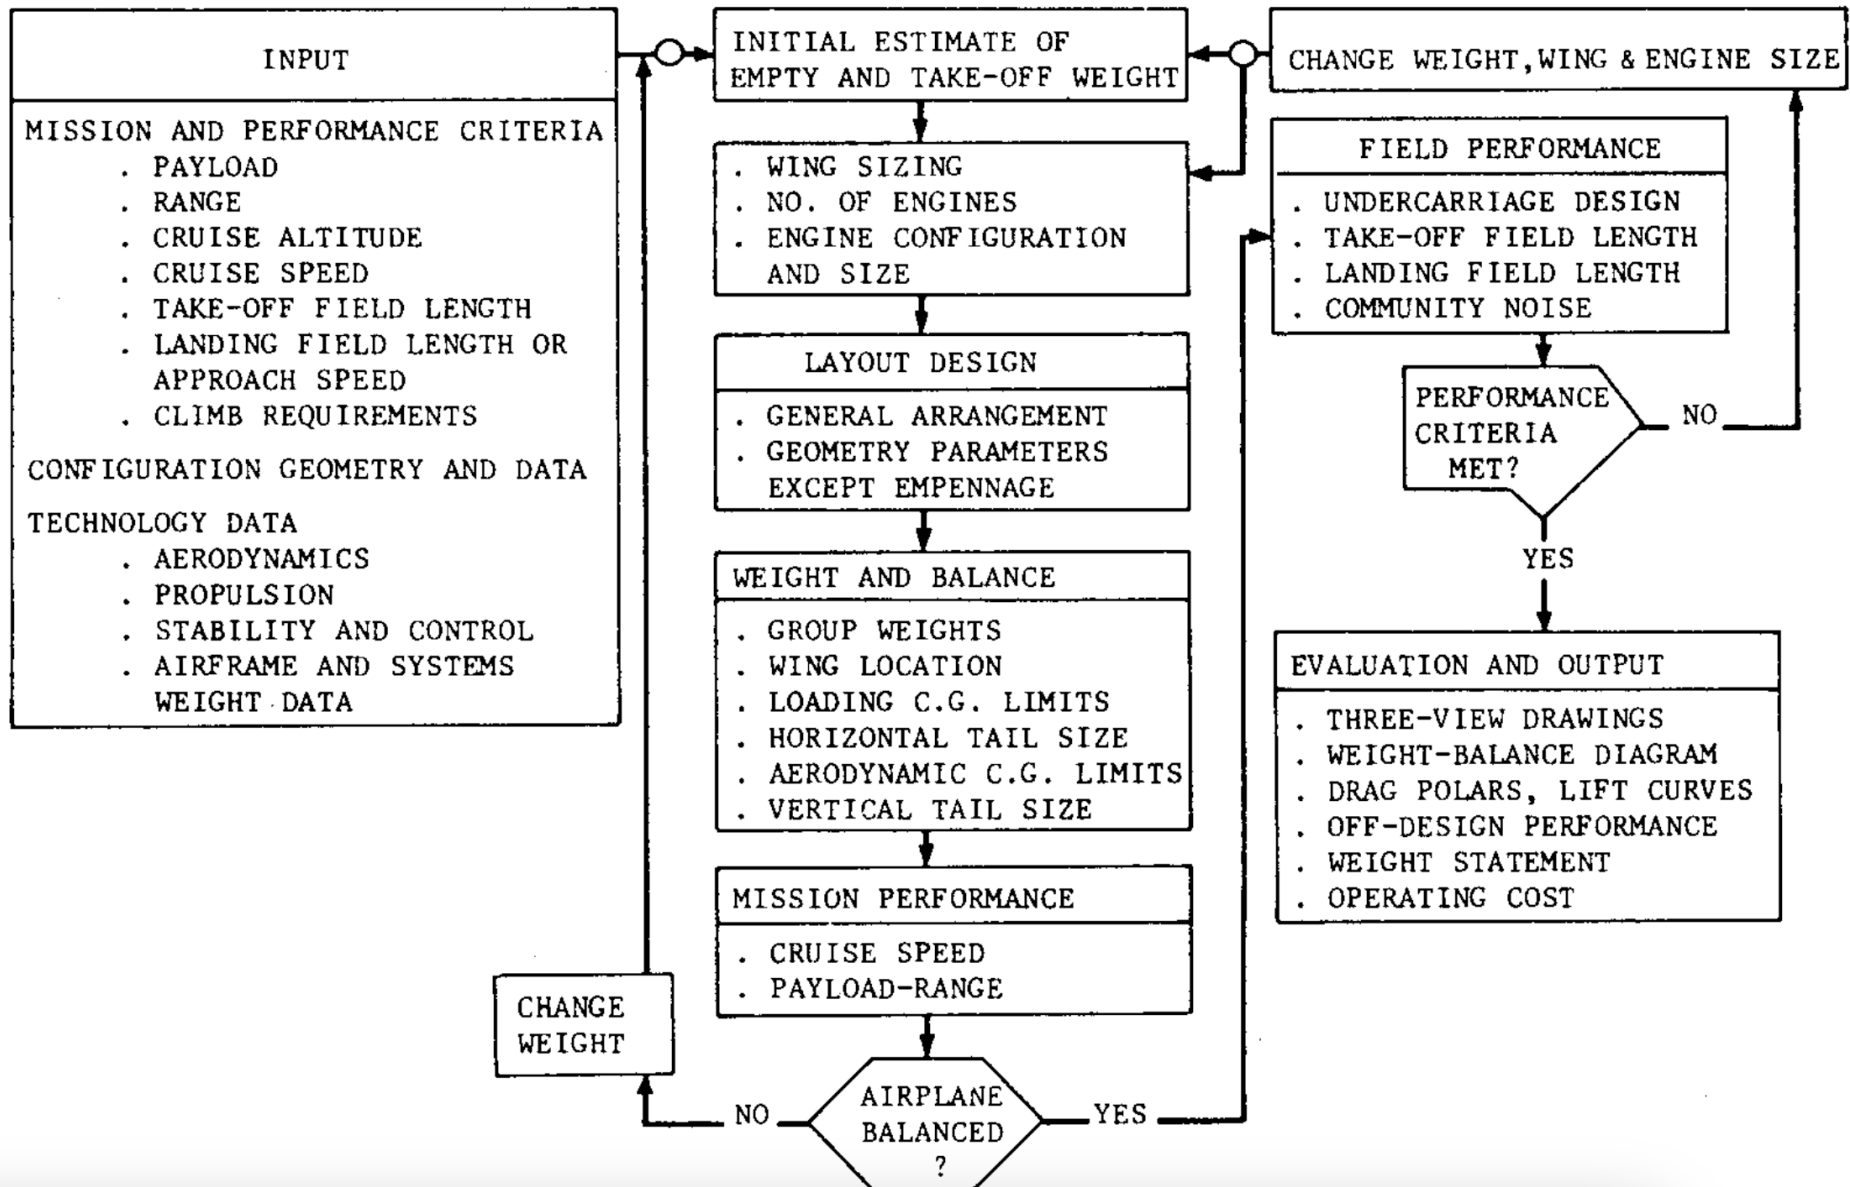 INPUT
MISSION AND PERFORMANCE CRITERIA
. PAYLOAD
. RANGE
. CRUISE ALTITUDE
. CRUISE SPEED
. TAKE-OFF FIELD LENGTH
. LANDING FIELD LENGTH OR
APPROACH SPEED
. CLIMB REQUIREMENTS
CONFIGURATION GEOMETRY AND DATA
TECHNOLOGY DATA
. AERODYNAMICS
. PROPULSION
. STABILITY AND CONTROL
. AIRFRAME AND SYSTEMS
WEIGHT DATA
INITIAL ESTIMATE OF
EMPTY AND TAKE-OFF WEIGHT
. WING SIZING
. NO. OF ENGINES
. ENGINE CONFIGURATION
AND SIZE
LAYOUT DESIGN
. GENERAL ARRANGEMENT
. GEOMETRY PARAMETERS
EXCEPT EMPENNAGE
WEIGHT AND BALANCE
. GROUP WEIGHTS
. WING LOCATION
. LOADING C.G. LIMITS
. HORIZONTAL TAIL SIZE
. AERODYNAMIC C.G. LIMITS
. VERTICAL TAIL SIZE
MISSION PERFORMANCE
. CRUISE SPEED
. PAYLOAD-RANGE
AIRPLANE
BALANCED
?
NO
YES
CHANGE
WEIGHT
CHANGE WEIGHT, WING & ENGINE SIZE
FIELD PERFORMANCE
. UNDERCARRIAGE DESIGN
. TAKE-OFF FIELD LENGTH
. LANDING FIELD LENGTH
. COMMUNITY NOISE
PERFORMANCE
CRITERIA
MET?
NO
YES
EVALUATION AND OUTPUT
. THREE-VIEW DRAWINGS
. WEIGHT-BALANCE DIAGRAM
. DRAG POLARS, LIFT CURVES
. OFF-DESIGN PERFORMANCE
. WEIGHT STATEMENT
. OPERATING COST